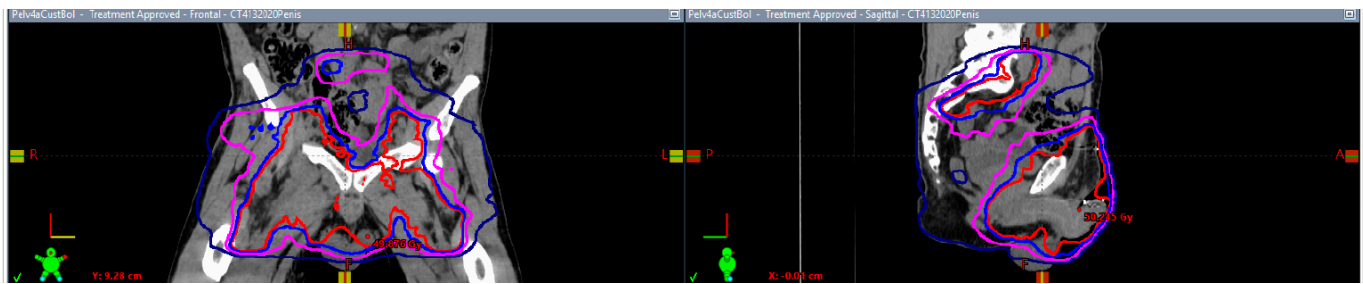 Pelv4aCustBol - Treatment Approved - Frontal - CT4132020Penis
H
R
L
49.676 Gy
F
Y: 9.28 cm
Pelv4aCustBol - Treatment Approved - Sagittal - CT4132020Penis
H
P
A
50.245 Gy
F
X: -0.01 cm